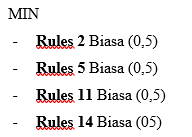 MIN
- Rules 2 Biasa (0,5)
- Rules 5 Biasa (0,5)
- Rules 11 Biasa (0,5)
- Rules 14 Biasa (05)